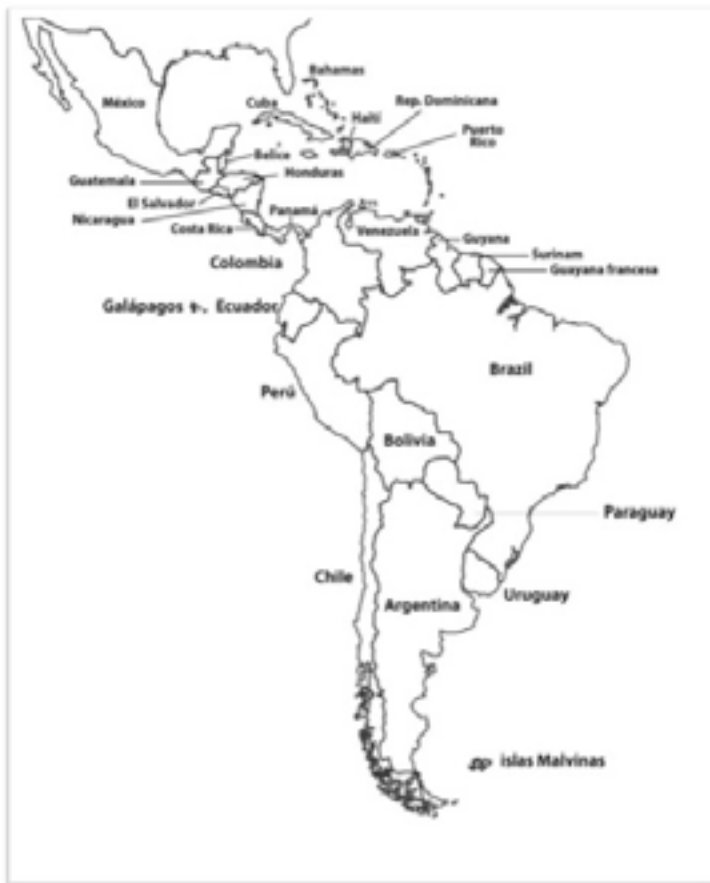 Bahamas
México
Cuba
Rep. Dominicana
Haití
Puerto
Rico
Belice
Honduras
Guatemala
El Salvador
Nicaragua
Panamá
Costa Rica
Venezuela
Guyana
Colombia
Surinam
Guayana francesa
Galápagos
Ecuador
Brazil
Perú
Bolivia
Paraguay
Chile
Argentina
Uruguay
islas Malvinas